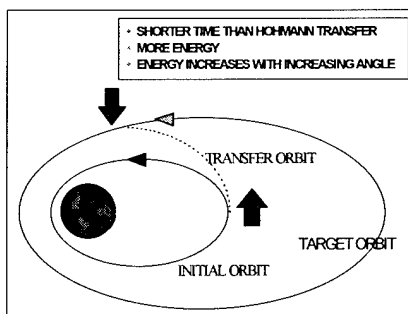 SHORTER TIME THAN HOHMANN TRANSFER
MORE ENERGY
ENERGY INCREASES WITH INCREASING ANGLE
TRANSFER ORBIT
TARGET ORBIT
INITIAL ORBIT